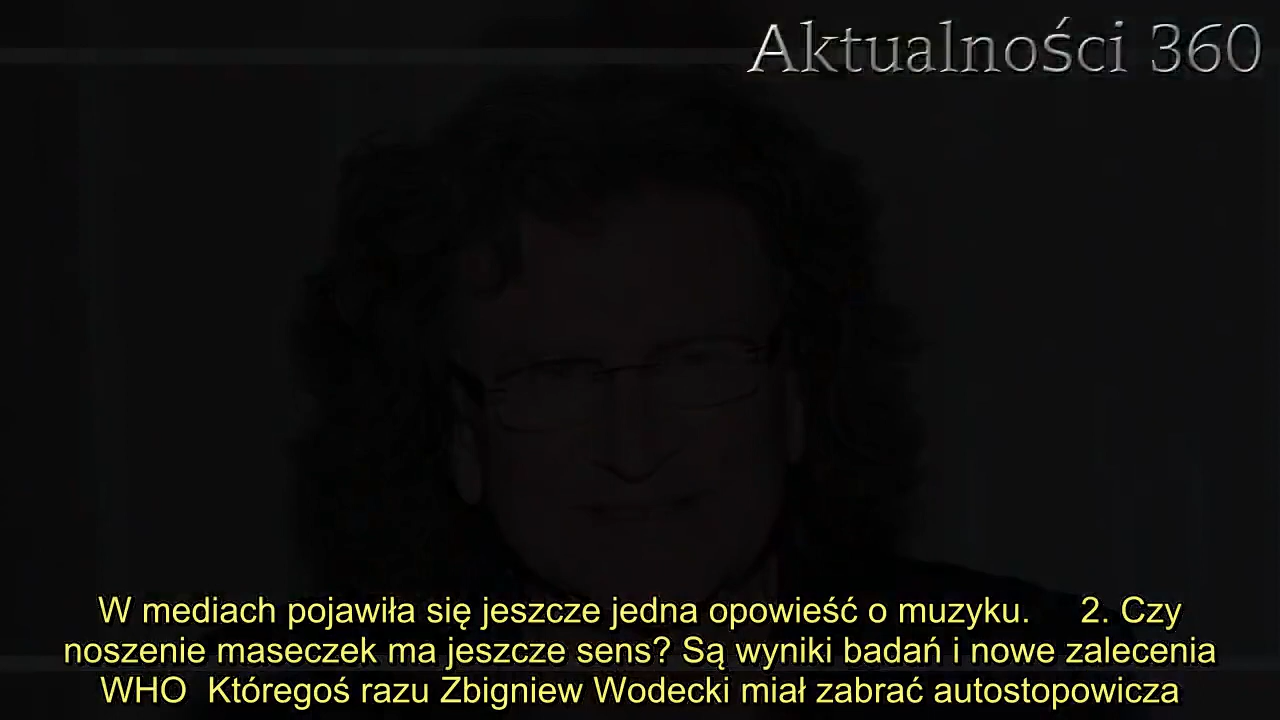 Aktualności 360
W mediach pojawiła się jeszcze jedna opowieść o muzyku. 2. Czy
noszenie maseczek ma jeszcze sens? Są wyniki badań i nowe zalecenia
WHO Któregoś razu Zbigniew Wodecki miał zabrać autostopowicza